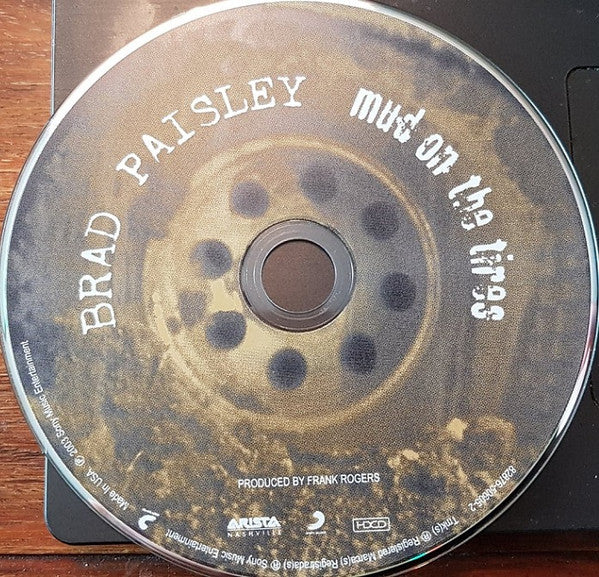 BRAD PAISLEY
mud on the tires
PRODUCED BY FRANK ROGERS
ARISTA
NASHVILLE
HDCD
Made In USA ℗ 2003 Sony Music Entertainment
Tmk(s) ® Registered Marca(s) Registrada(s) ® Sony Music Entertainment